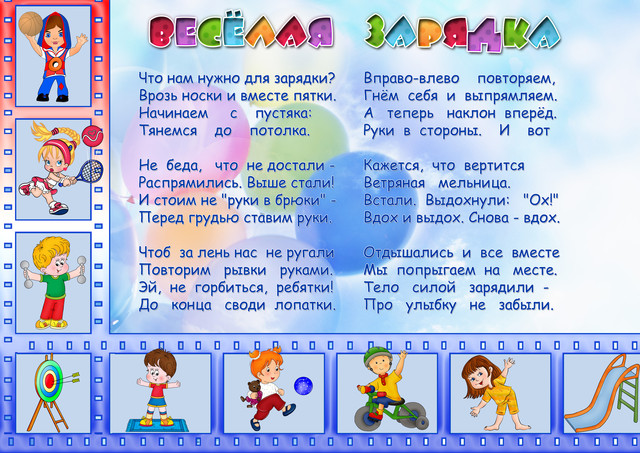 ВЕСЁЛАЯ ЗАРЯДКА
Что нам нужно для зарядки?
Врозь носки и вместе пятки.
Начинаем с пустяка:
Тянемся до потолка.
Не беда, что не достали -
Распрямились. Выше стали!
И стоим не "руки в брюки" -
Перед грудью ставим руки.
Чтоб за лень нас не ругали
Повторим рывки руками.
Эй, не горбиться, ребятки!
До конца своди лопатки.
Вправо-влево повторяем,
Гнём себя и выпрямляем.
А теперь наклон вперёд.
Руки в стороны. И вот
Кажется, что вертится
Ветряная мельница.
Встали. Выдохнули: "Ох!"
Вдох и выдох. Снова - вдох.
Отдышались и все вместе
Мы попрыгаем на месте.
Тело силой зарядили -
Про улыбку не забыли.